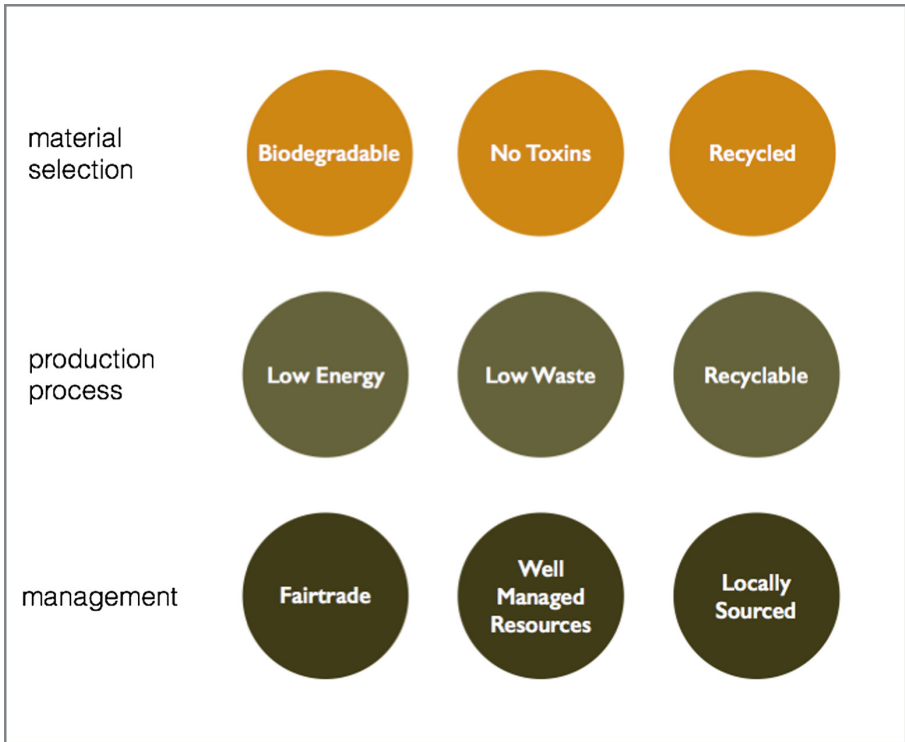 material
selection
Biodegradable
No Toxins
Recycled
production
process
Low Energy
Low Waste
Recyclable
management
Fairtrade
Well
Managed
Resources
Locally
Sourced